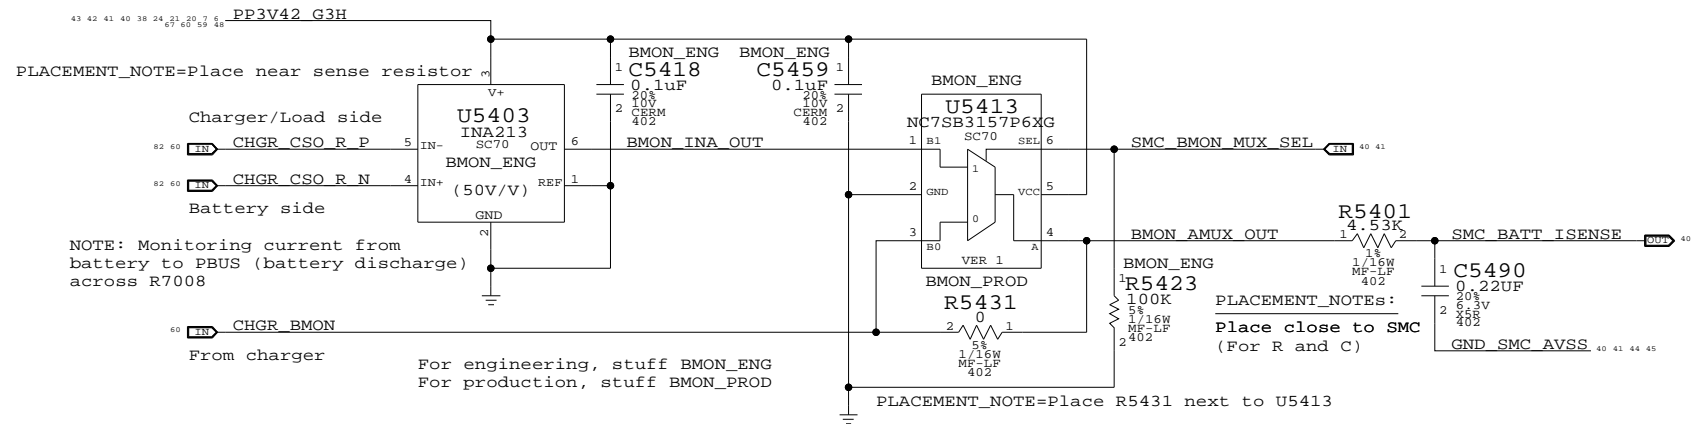 43 42 41 40 38 24 21 20 7 6
67 60 59 48
PP3V42_G3H
PLACEMENT_NOTE=Place near sense resistor
3
V+
U5403
INA213
SC70
BMON_ENG
(50V/V)
5 IN-
4 IN+
OUT 6
REF 1
GND
2
Charger/Load side
82 60 IN CHGR_CSO_R_P
82 60 IN CHGR_CSO_R_N
Battery side
NOTE: Monitoring current from
battery to PBUS (battery discharge)
across R7008
60 IN CHGR_BMON
From charger
For engineering, stuff BMON_ENG
For production, stuff BMON_PROD
BMON_ENG
1 C5418
0.1uF
20%
2 10V
CERM
402
BMON_INA_OUT
BMON_ENG
C5459 1
0.1uF
20%
10V 2
CERM
402
BMON_ENG
U5413
NC7SB3157P6XG
SC70
1 B1
SEL 6
1
2 GND
VCC 5
0
3 B0
4 A
VER 1
BMON_PROD
R5431
2 0 1
5%
1/16W
MF-LF
402
SMC_BMON_MUX_SEL IN 40 41
BMON_AMUX_OUT
BMON_ENG
1 R5423
100K
5%
1/16W
MF-LF
2 402
R5401
4.53K
1 2
1%
1/16W
MF-LF
402
SMC_BATT_ISENSE OUT 40
1 C5490
0.22UF
20%
2 6.3V
X5R
402
GND_SMC_AVSS 40 41 44 45
PLACEMENT_NOTEs:
Place close to SMC
(For R and C)
PLACEMENT_NOTE=Place R5431 next to U5413